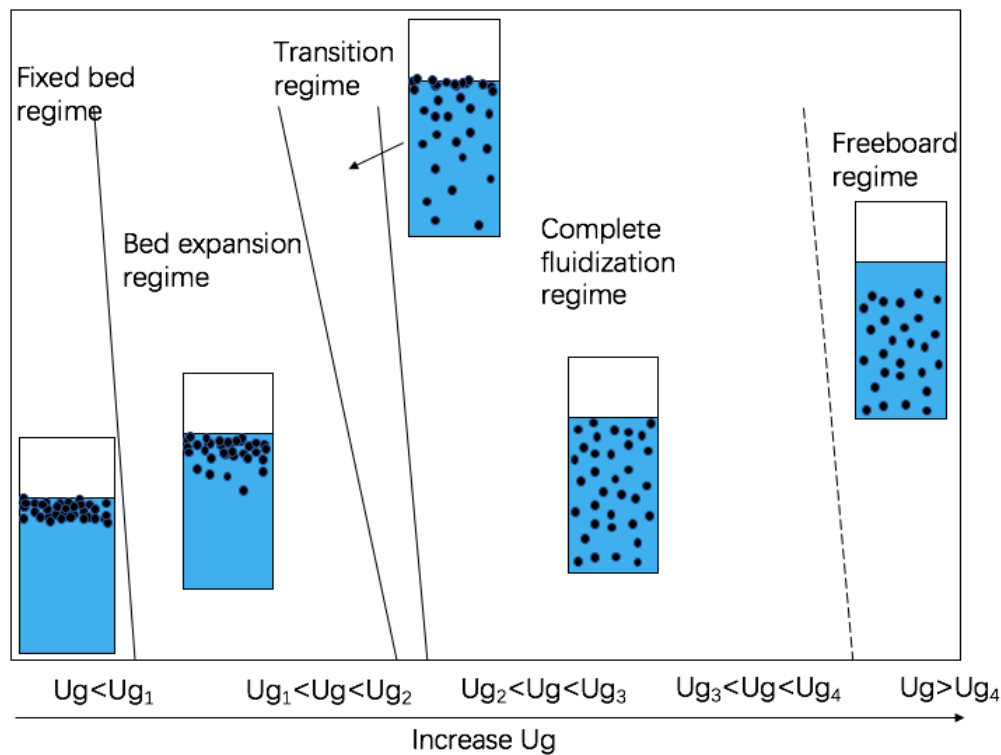 Fixed bed
regime
Transition
regime
Bed expansion
regime
Complete
fluidization
regime
Freeboard
regime
Ug<Ug₁
Ug₁<Ug<Ug₂
Ug₂<Ug<Ug₃
Ug₃<Ug<Ug₄
Ug>Ug₄
Increase Ug